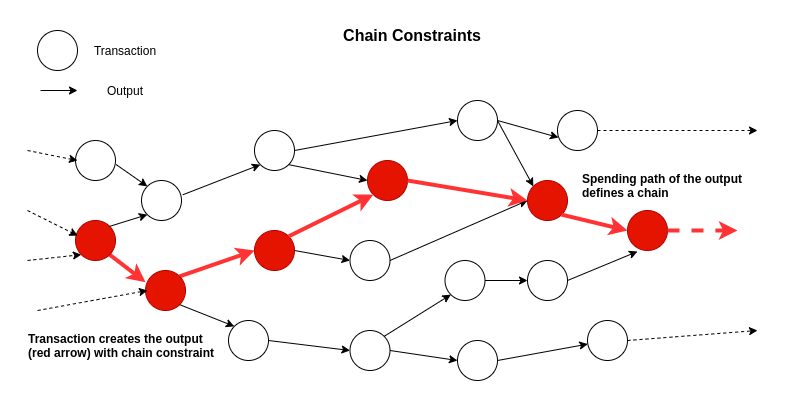 Chain Constraints
Transaction
Output
Spending path of the output
defines a chain
Transaction creates the output
(red arrow) with chain constraint